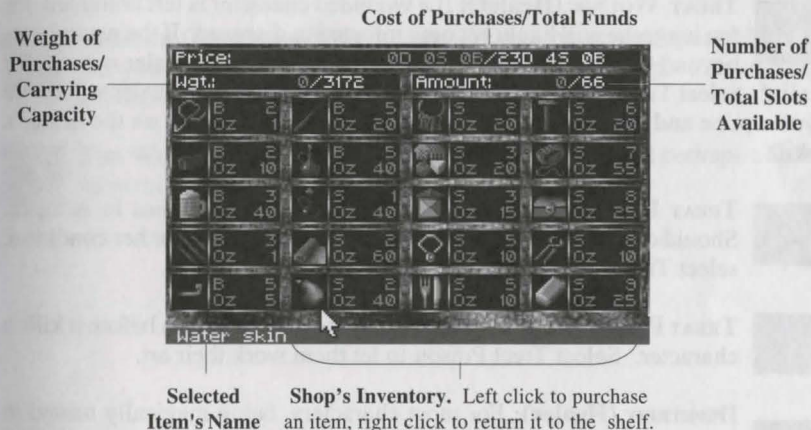 Cost of Purchases/Total Funds
Weight of
Purchases/
Carrying
Capacity
Number of
Purchases/
Total Slots
Available
Price: 0D 0S 0B/23D 4S 0B
Wgt.: 0/3172 Amount: 0/66
B 2 B 5 S 2 S 6
Oz 1 Oz 20 Oz 20 Oz 20
B 2 S 3 S 7
Oz 10 Oz 40 Oz 20 Oz 55
B 3 S 1 S 3 S 8
Oz 40 Oz 40 Oz 15 Oz 25
B 3 S 2 S 5 S 8
Oz 1 Oz 60 Oz 10 Oz 10
B 5 S 2 S 5 S 9
Oz 5 Oz 40 Oz 10 Oz 25
Water skin
Selected
Item's Name
Shop's Inventory. Left click to purchase
an item, right click to return it to the shelf.